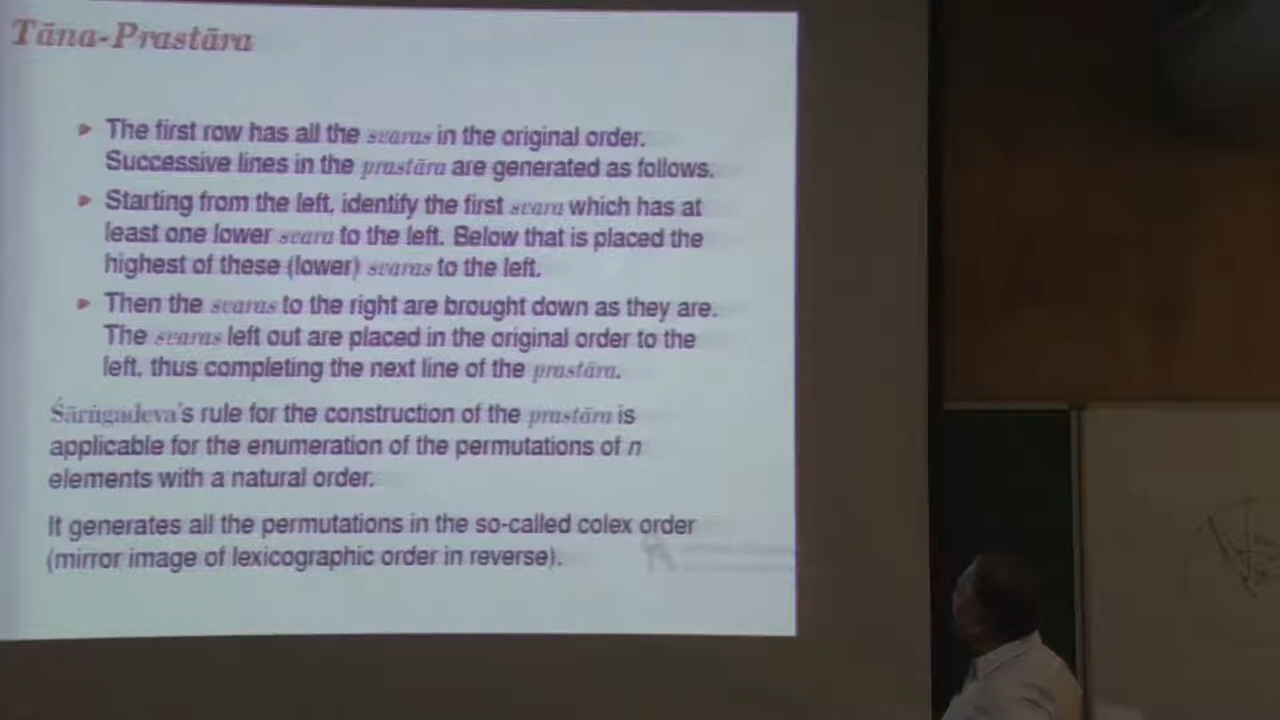 Tāna-Prastāra
The first row has all the svaras in the original order.
Successive lines in the prastāra are generated as follows.
Starting from the left, identify the first svara which has at
least one lower svara to the left. Below that is placed the
highest of these (lower) svaras to the left.
Then the svaras to the right are brought down as they are.
The svaras left out are placed in the original order to the
left, thus completing the next line of the prastāra.
Śārṅgadeva's rule for the construction of the prastāra is
applicable for the enumeration of the permutations of n
elements with a natural order.
It generates all the permutations in the so-called colex order
(mirror image of lexicographic order in reverse).